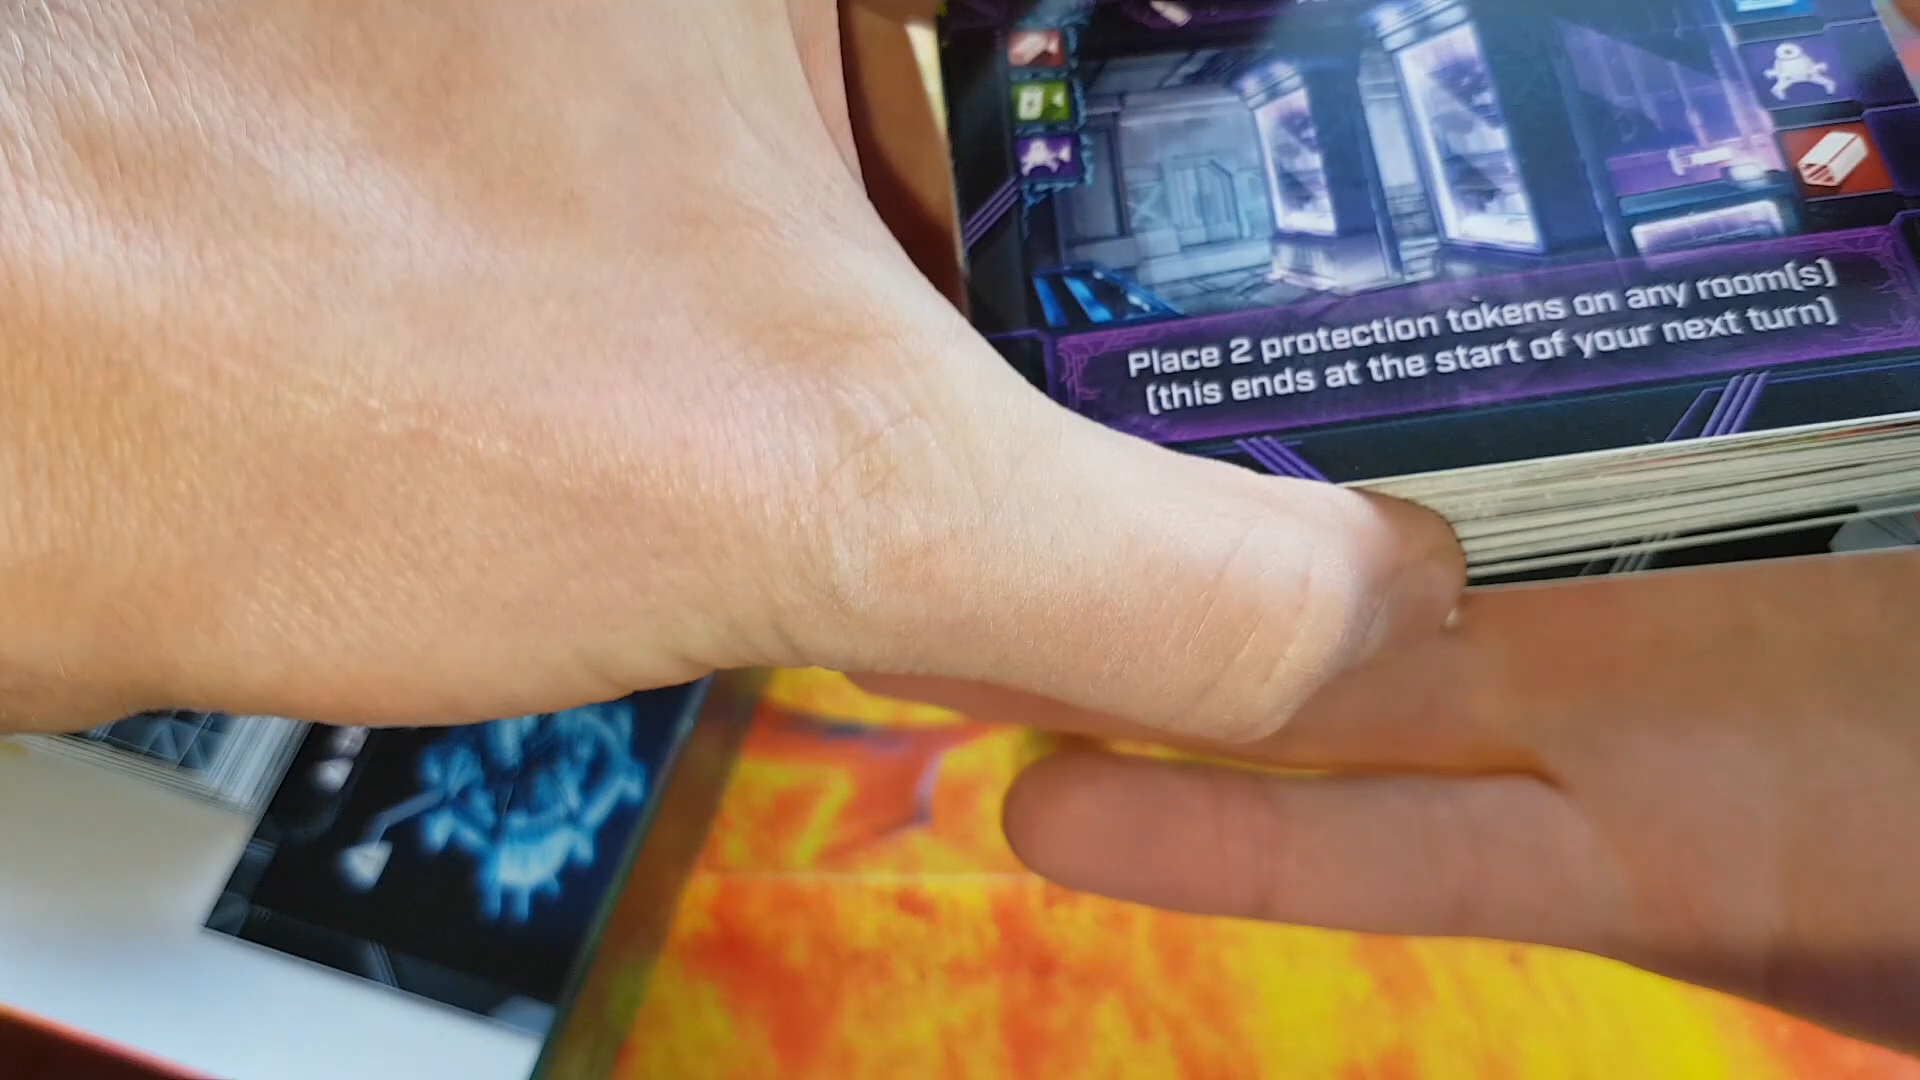 Place 2 protection tokens on any room(s)
(this ends at the start of your next turn)